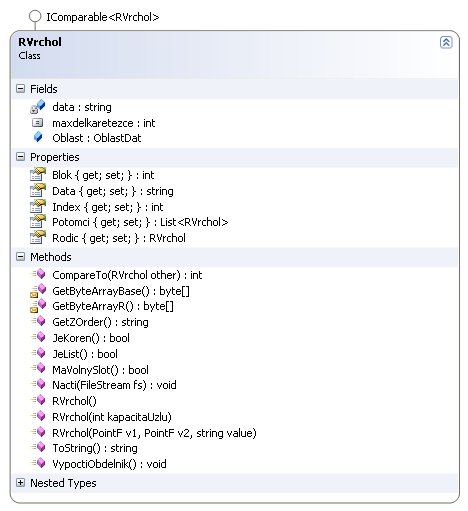 IComparable<RVrchol>
RVrchol
Class
Fields
data : string
maxdelkaretezce : int
Oblast : OblastDat
Properties
Blok { get; set; } : int
Data { get; set; } : string
Index { get; set; } : int
Potomci { get; set; } : List<RVrchol>
Rodic { get; set; } : RVrchol
Methods
CompareTo(RVrchol other) : int
GetByteArrayBase() : byte[]
GetByteArrayR() : byte[]
GetZOrder() : string
JeKoren() : bool
JeList() : bool
MaVolnySlot() : bool
Nacti(FileStream fs) : void
RVrchol()
RVrchol(int kapacitaUzlu)
RVrchol(PointF v1, PointF v2, string value)
ToString() : string
VypoctiObdelnik() : void
Nested Types